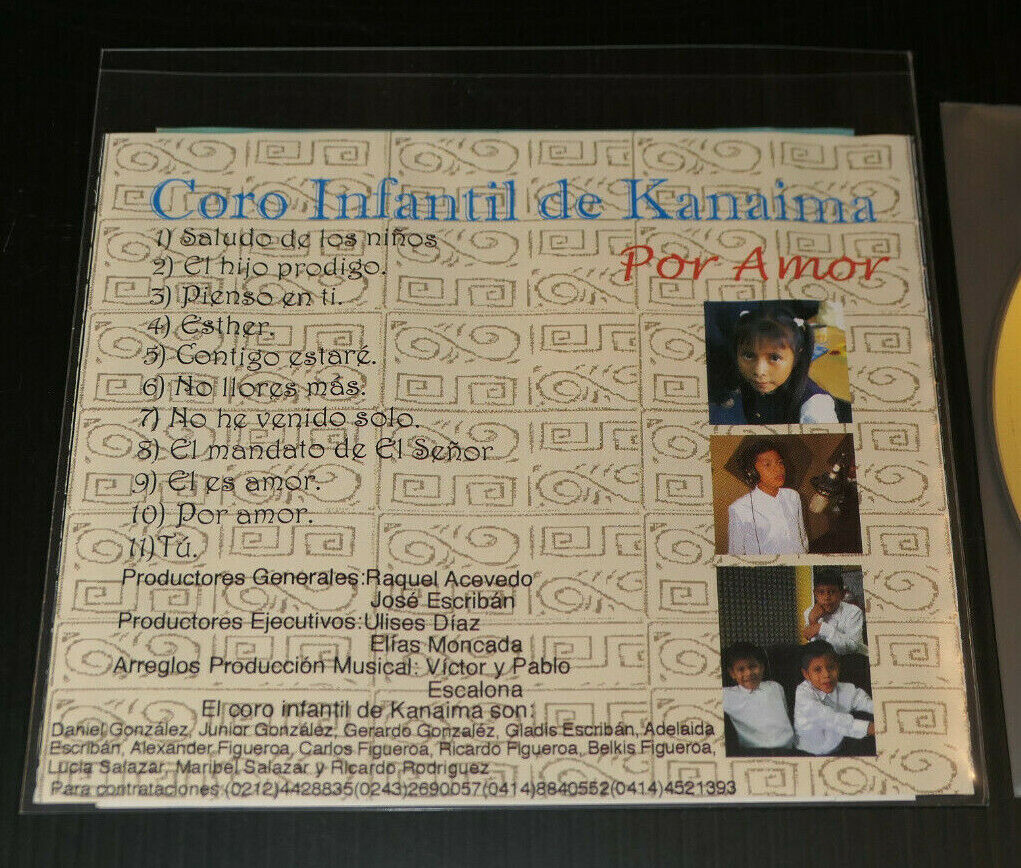 Coro Infantil de Kanaima
Por Amor
1) Saludo de los niños
2) El hijo prodigo.
3) Pienso en ti.
4) Esther.
5) Contigo estaré.
6) No llores más.
7) No he venido solo.
8) El mandato de El Señor
9) El es amor.
10) Por amor.
11) Tú.
Productores Generales:Raquel Acevedo
José Escribán
Productores Ejecutivos:Ulises Díaz
Elías Moncada
Arreglos Producción Musical: Víctor y Pablo
Escalona
El coro infantil de Kanaima son:
Daniel González, Junior González, Gerardo Gonzaléz, Gladis Escribán, Adelaida
Escribán, Alexander Figueroa, Carlos Figueroa, Ricardo Figueroa, Belkis Figueroa,
Lucia Salazar, Maribel Salazar y Ricardo Rodriguez
Para contrataciones (0212)4428835(0243)2690057(0414)8840552(0414)4521393